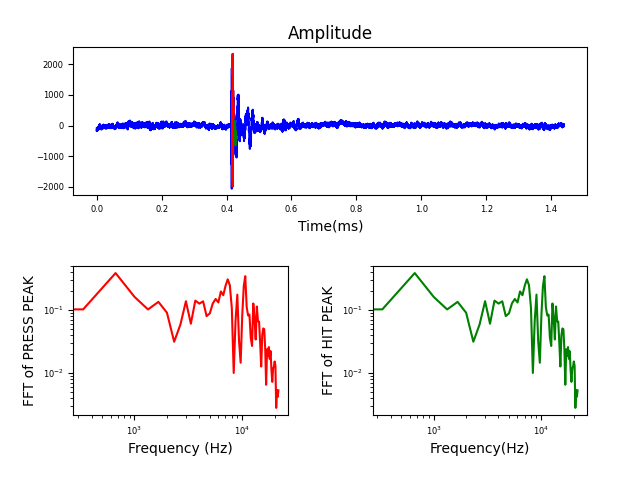 Amplitude
2000
1000
0
−1000
−2000
0.0 0.2 0.4 0.6 0.8 1.0 1.2 1.4
Time(ms)
FFT of PRESS PEAK
10⁻¹
10⁻²
10³ 10⁴
Frequency (Hz)
FFT of HIT PEAK
10⁻¹
10⁻²
10³ 10⁴
Frequency(Hz)